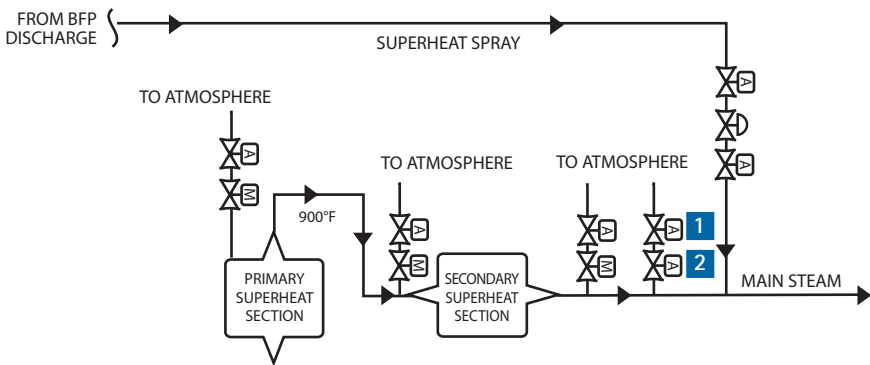 FROM BFP
DISCHARGE
SUPERHEAT SPRAY
A
TO ATMOSPHERE
A
M
A
TO ATMOSPHERE
TO ATMOSPHERE
900°F
A
M
A
M
A
1
A
2
PRIMARY
SUPERHEAT
SECTION
SECONDARY
SUPERHEAT
SECTION
MAIN STEAM